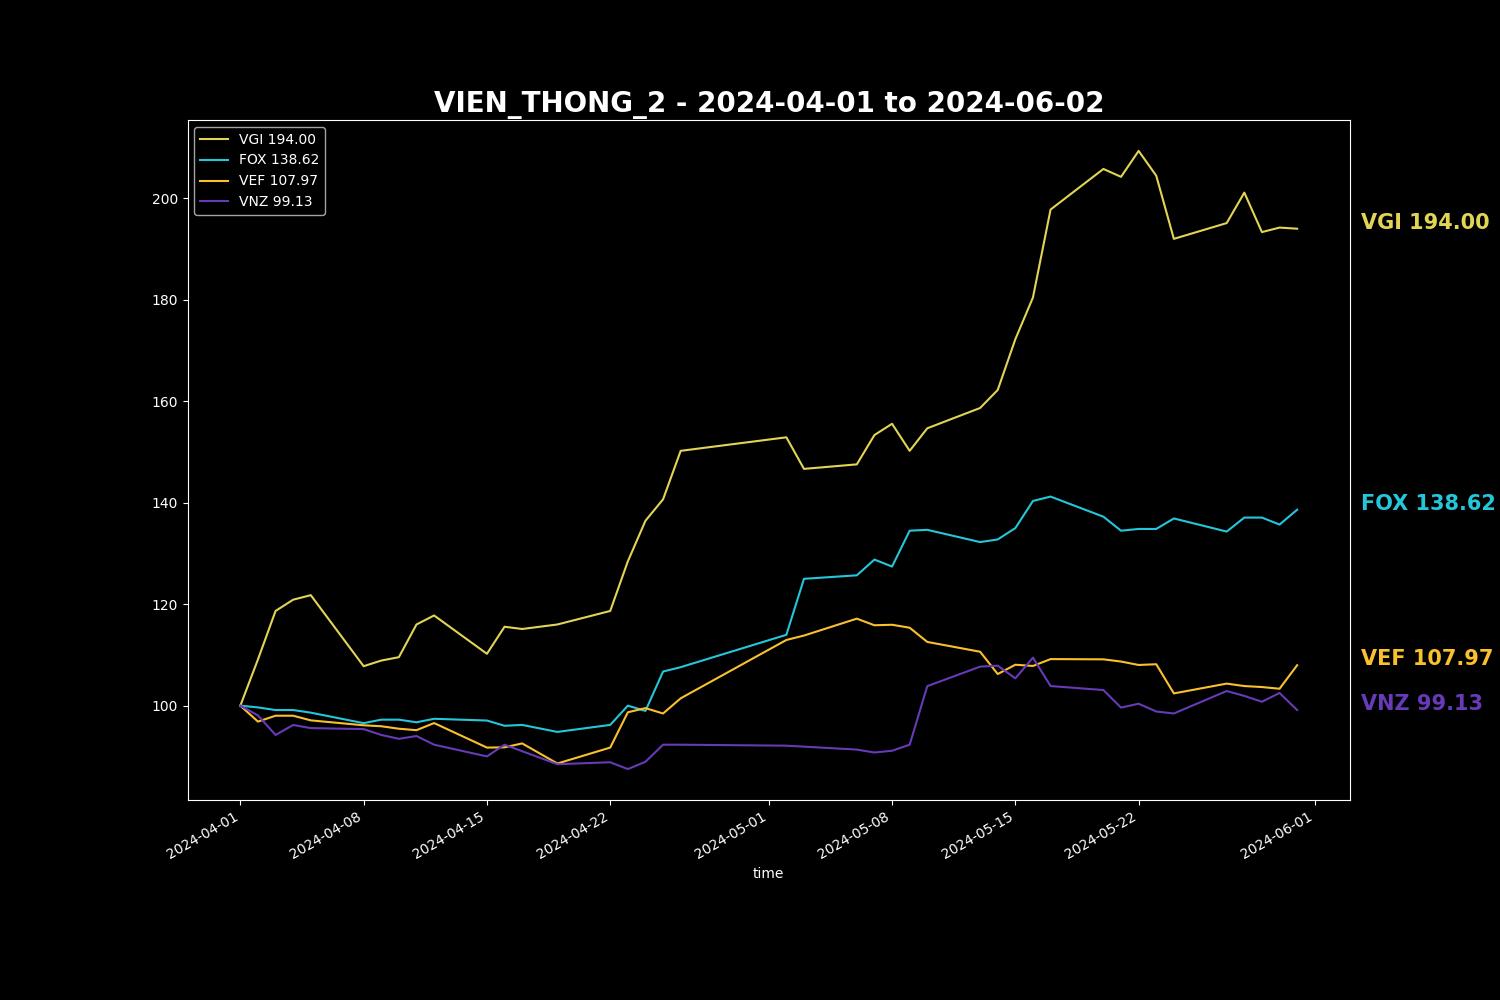 VIEN_THONG_2 - 2024-04-01 to 2024-06-02
VGI 194.00
FOX 138.62
VEF 107.97
VNZ 99.13
200
180
160
140
120
100
VGI 194.00
FOX 138.62
VEF 107.97
VNZ 99.13
2024-04-01
2024-04-08
2024-04-15
2024-04-22
2024-05-01
2024-05-08
2024-05-15
2024-05-22
2024-06-01
time